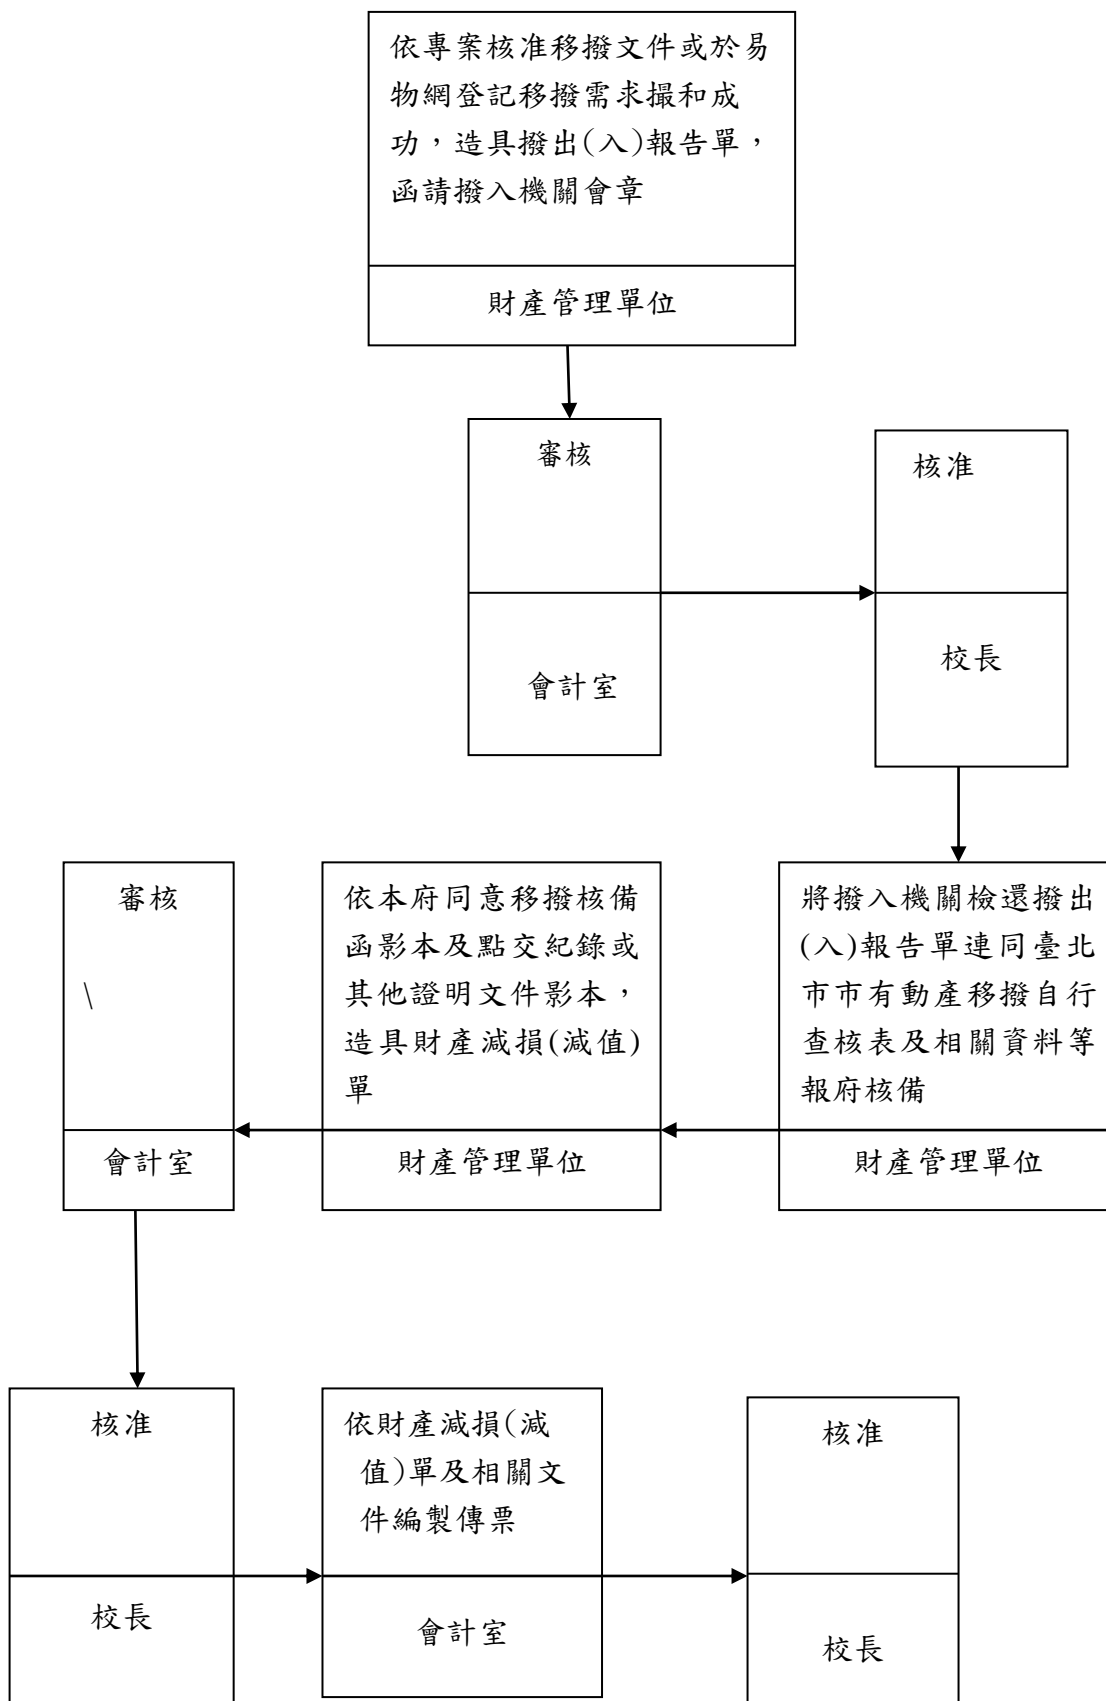 依專案核准移撥文件或於易
物網登記移撥需求撮和成
功，造具撥出(入)報告單，
函請撥入機關會章
財產管理單位
審核
會計室
核准
校長
將撥入機關檢還撥出
(入)報告單連同臺北
市市有動產移撥自行
查核表及相關資料等
報府核備
財產管理單位
依本府同意移撥核備
函影本及點交紀錄或
其他證明文件影本，
造具財產減損(減值)
單
財產管理單位
審核
\
會計室
核准
校長
依財產減損(減
值)單及相關文
件編製傳票
會計室
核准
校長